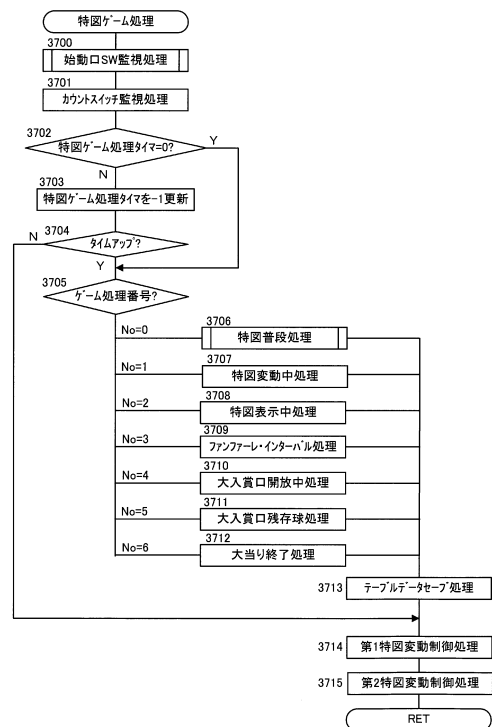 特図ゲーム処理
3700
始動口SW監視処理
3701
カウントスイッチ監視処理
3702
特図ゲーム処理タイマ=0?
Y
N
3703
特図ゲーム処理タイマを-1更新
N
3704
タイムアップ?
Y
3705
ゲーム処理番号?
No=0
3706
特図普段処理
No=1
3707
特図変動中処理
No=2
3708
特図表示中処理
No=3
3709
ファンファーレ・インターバル処理
No=4
3710
大入賞口開放中処理
No=5
3711
大入賞口残存球処理
No=6
3712
大当り終了処理
3713
テーブルデータセーブ処理
3714
第1特図変動制御処理
3715
第2特図変動制御処理
RET